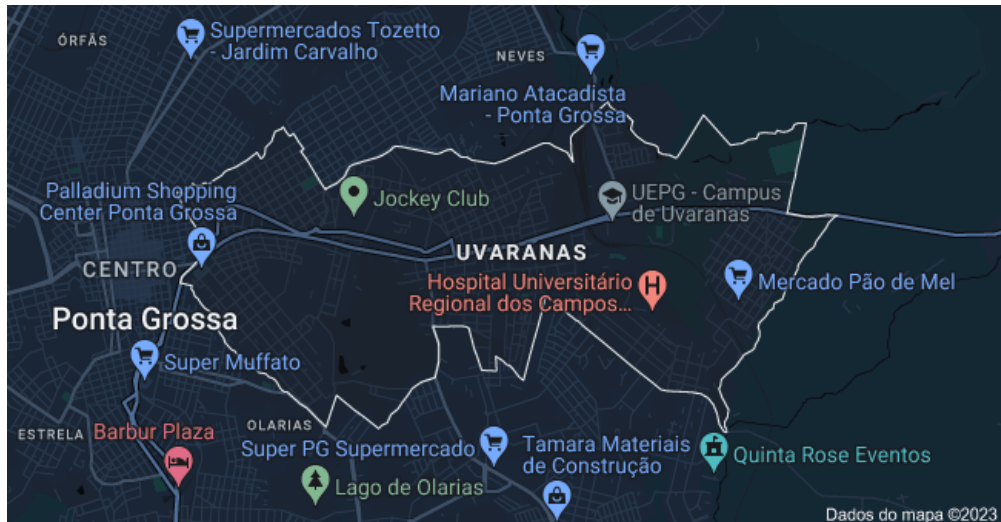 ÓRFÃS
Supermercados Tozetto
- Jardim Carvalho
NEVES
Mariano Atacadista
- Ponta Grossa
Palladium Shopping
Center Ponta Grossa
Jockey Club
UEPG - Campus
de Uvaranas
CENTRO
UVARANAS
Hospital Universitário
Regional dos Campos...
Mercado Pão de Mel
Ponta Grossa
Super Muffato
ESTRELA
Barbur Plaza
OLARIAS
Super PG Supermercado
Tamara Materiais
de Construção
Quinta Rose Eventos
Lago de Olarias
Dados do mapa ©2023